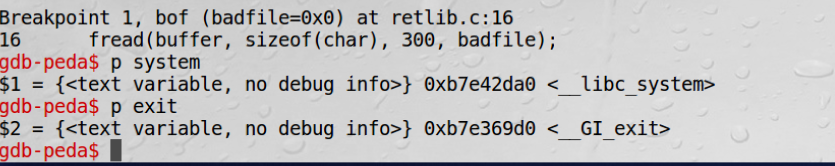 Breakpoint 1, bof (badfile=0x0) at retlib.c:16
16 fread(buffer, sizeof(char), 300, badfile);
gdb-peda$ p system
$1 = {<text variable, no debug info>} 0xb7e42da0 <__libc_system>
gdb-peda$ p exit
$2 = {<text variable, no debug info>} 0xb7e369d0 <__GI_exit>
gdb-peda$